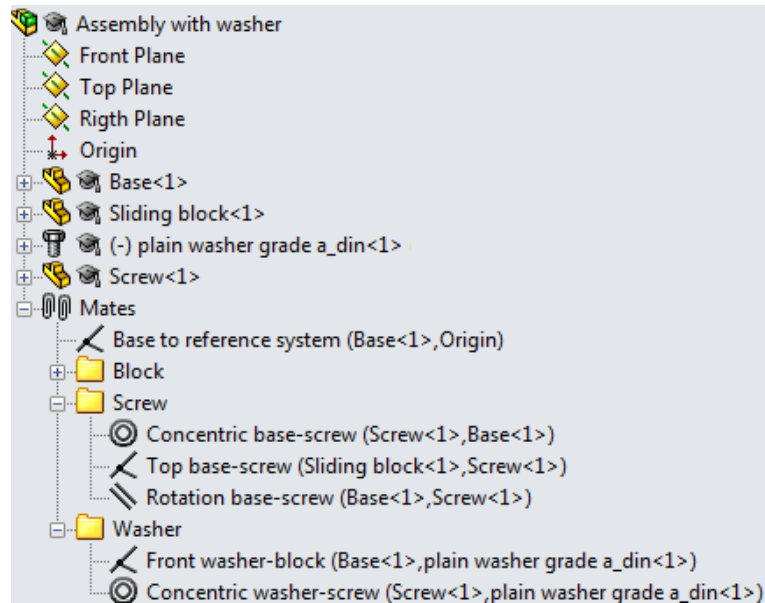 Assembly with washer
Front Plane
Top Plane
Rigth Plane
Origin
Base<1>
Sliding block<1>
(-) plain washer grade a_din<1>
Screw<1>
Mates
Base to reference system (Base<1>,Origin)
Block
Screw
Concentric base-screw (Screw<1>,Base<1>)
Top base-screw (Sliding block<1>,Screw<1>)
Rotation base-screw (Base<1>,Screw<1>)
Washer
Front washer-block (Base<1>,plain washer grade a_din<1>)
Concentric washer-screw (Screw<1>,plain washer grade a_din<1>)